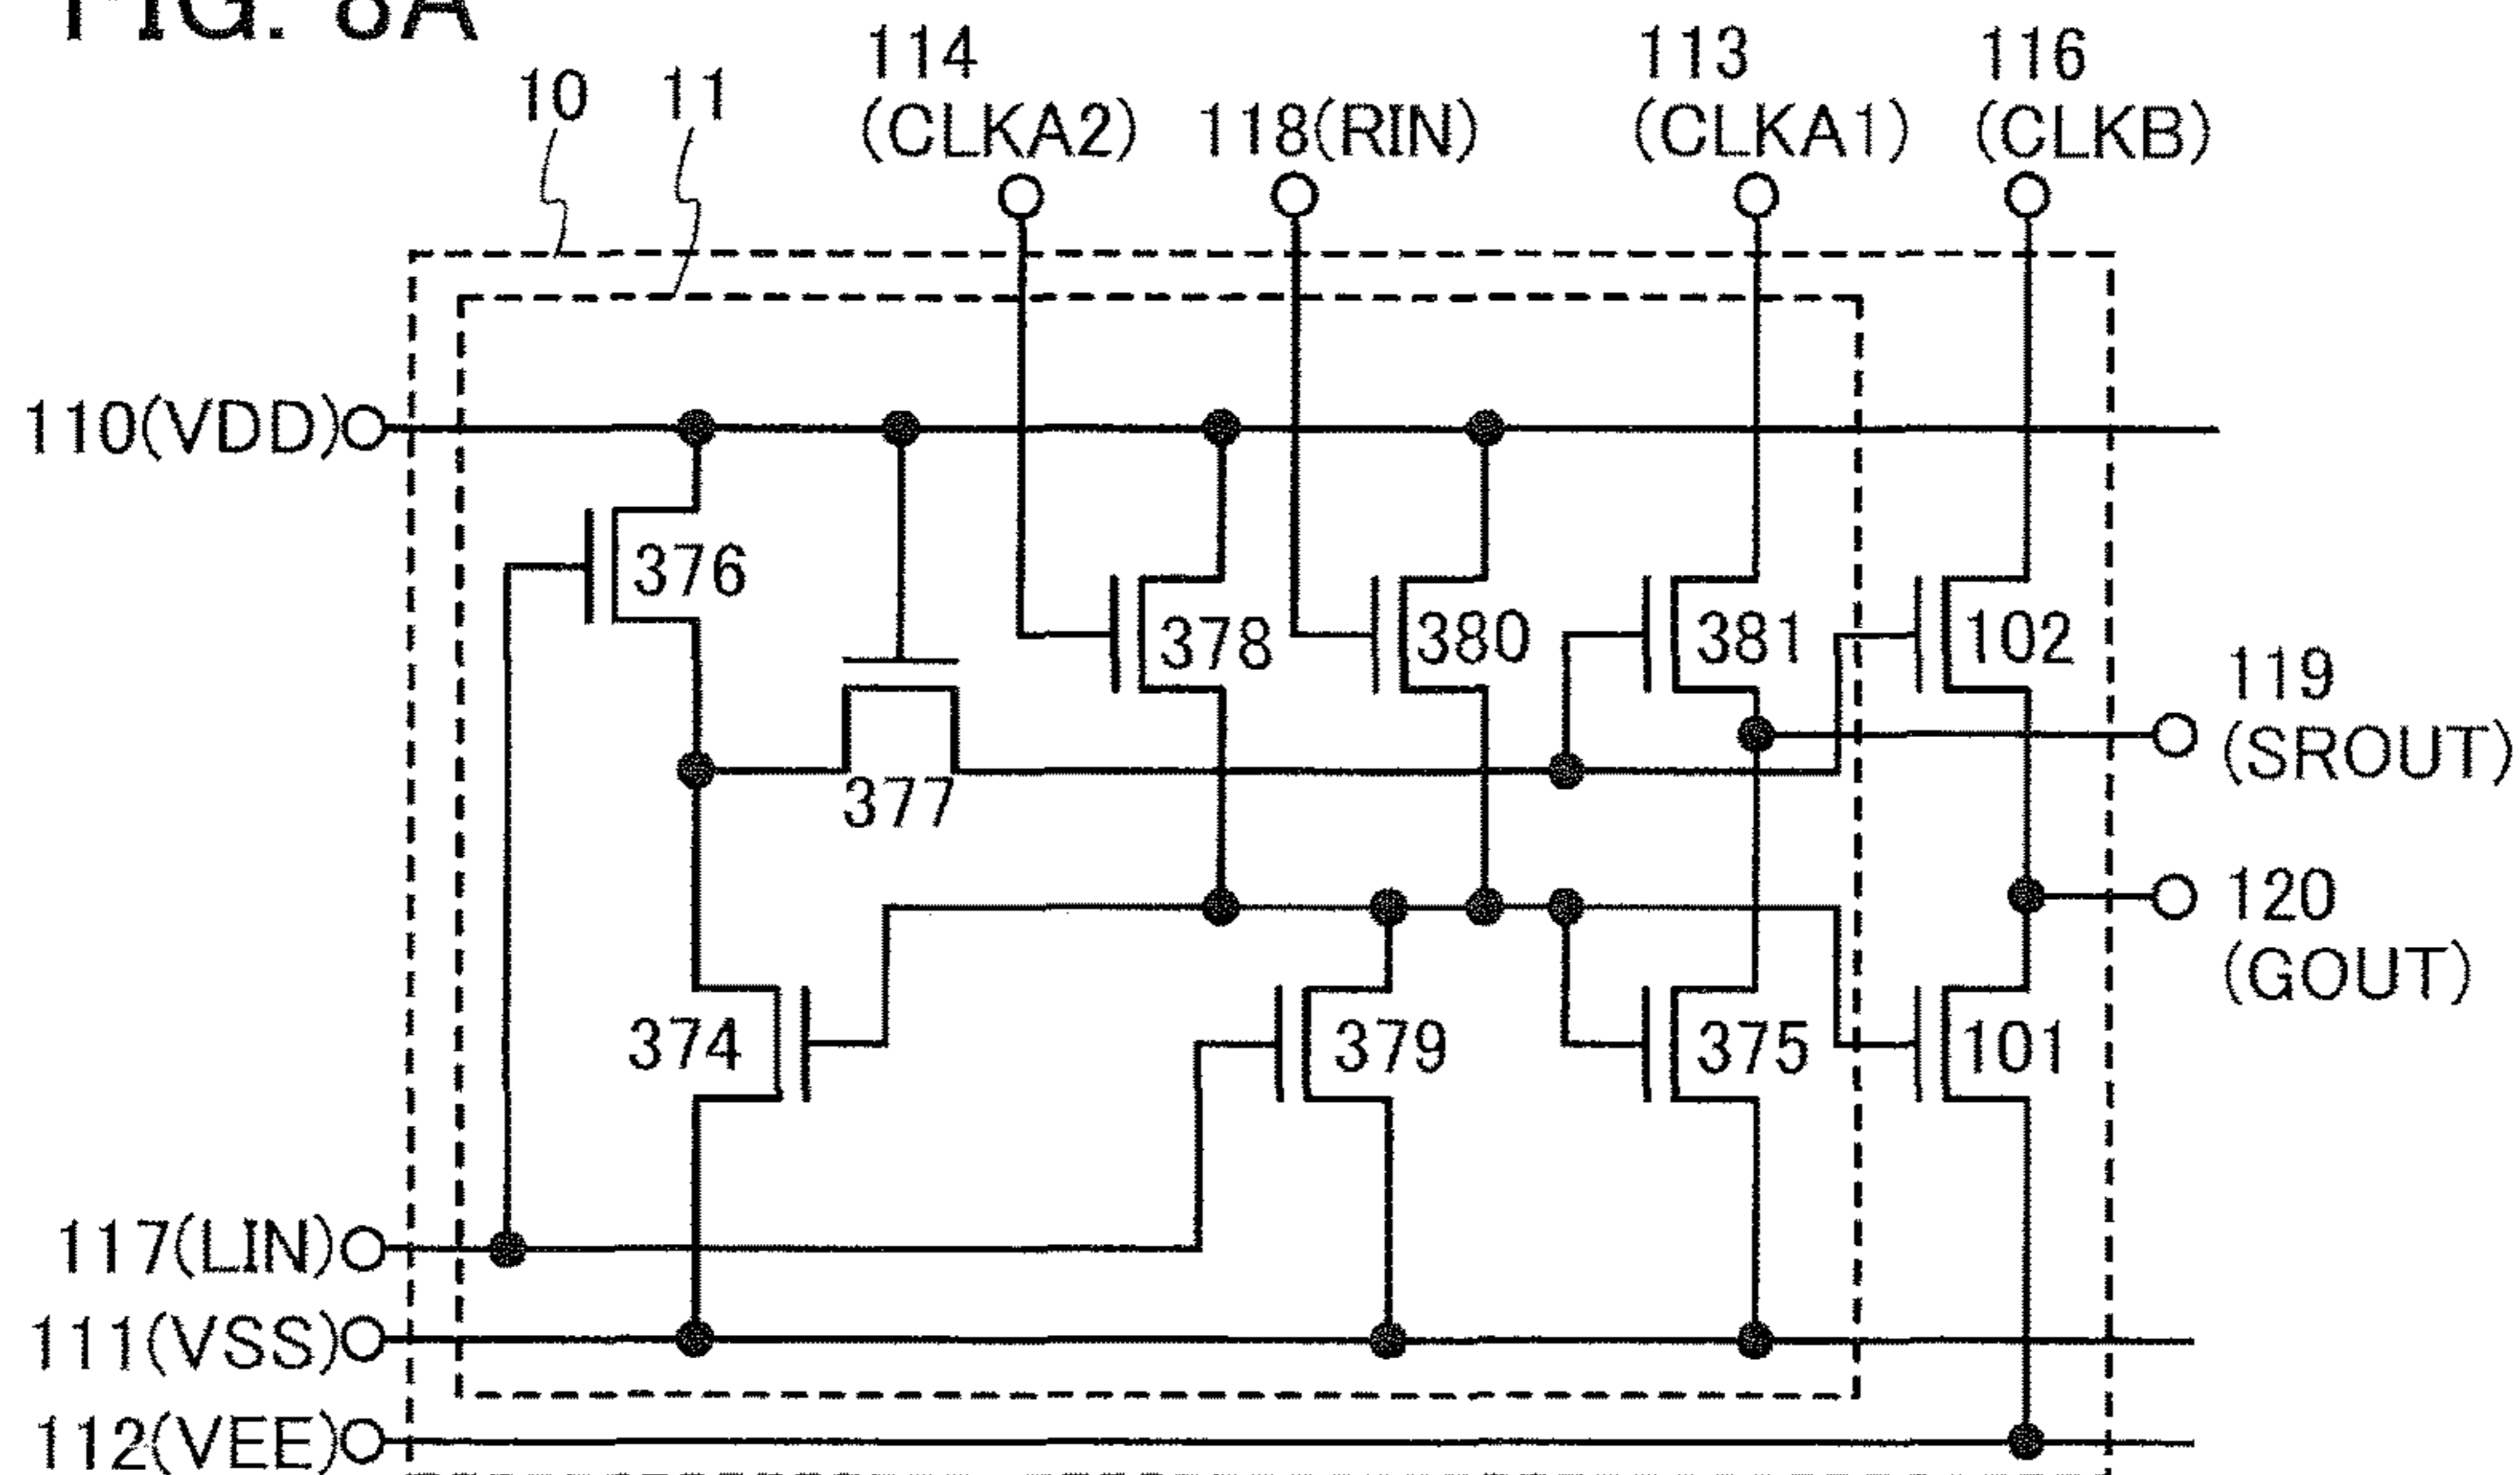 FIG. 8A
10
11
114
(CLKA2)
118(RIN)
113
(CLKA1)
116
(CLKB)
110(VDD)
376
378
380
381
102
119
(SROUT)
377
120
(GOUT)
374
379
375
101
117(LIN)
111(VSS)
112(VEE)